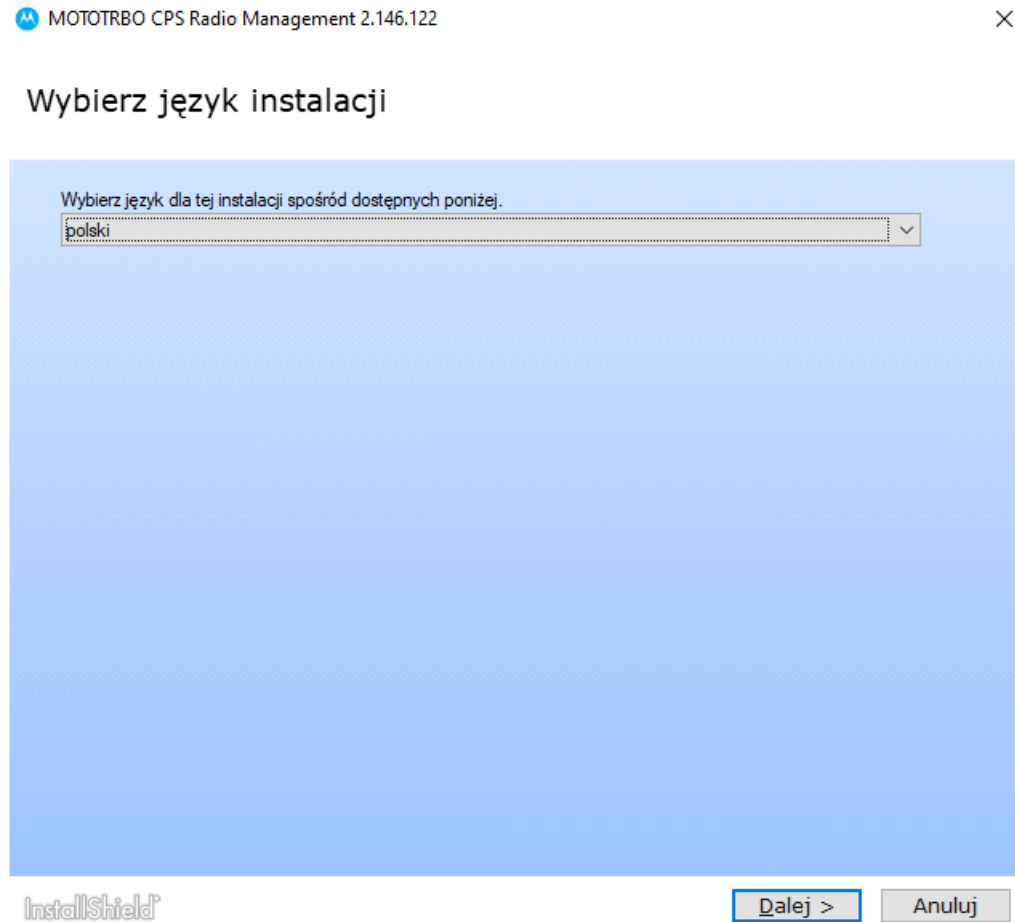 MOTOTRBO CPS Radio Management 2.146.122
Wybierz język instalacji
Wybierz język dla tej instalacji spośród dostępnych poniżej.
polski
InstallShield
Dalej >
Anuluj